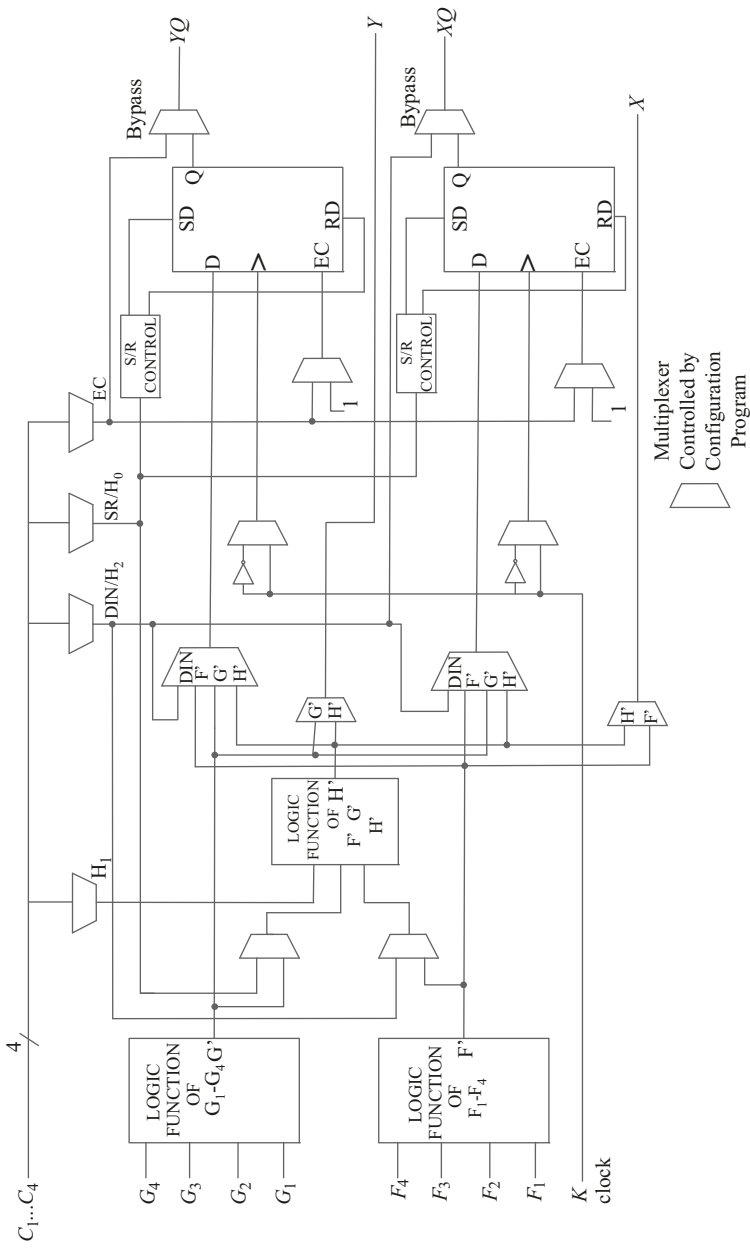 C1...C4
4
H1
DIN/H2
SR/H0
EC
G4
G3
G2
G1
LOGIC
FUNCTION
OF
G1-G4
G'
F4
F3
F2
F1
LOGIC
FUNCTION
OF
F1-F4
F'
K
clock
LOGIC
FUNCTION
OF
F' G'
H'
H'
DIN
F'
G'
H'
G'
H'
DIN
F'
G'
H'
H'
F'
S/R
CONTROL
1
D
>
EC
SD
RD
Q
Bypass
YQ
Y
S/R
CONTROL
1
D
>
EC
SD
RD
Q
Bypass
XQ
X
Multiplexer
Controlled by
Configuration
Program